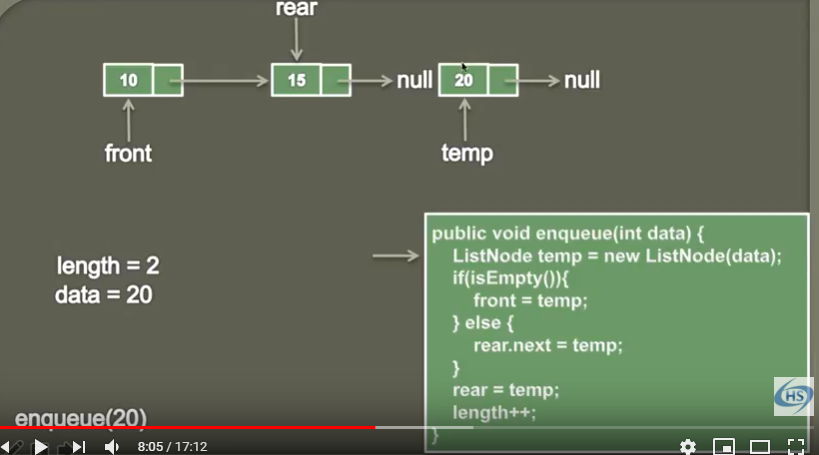 rear
10 15 null 20 null
front temp
length = 2
data = 20
public void enqueue(int data) {
ListNode temp = new ListNode(data);
if(isEmpty()){
front = temp;
} else {
rear.next = temp;
}
rear = temp;
length++;
}
HS
enqueue(20)
8:05 / 17:12